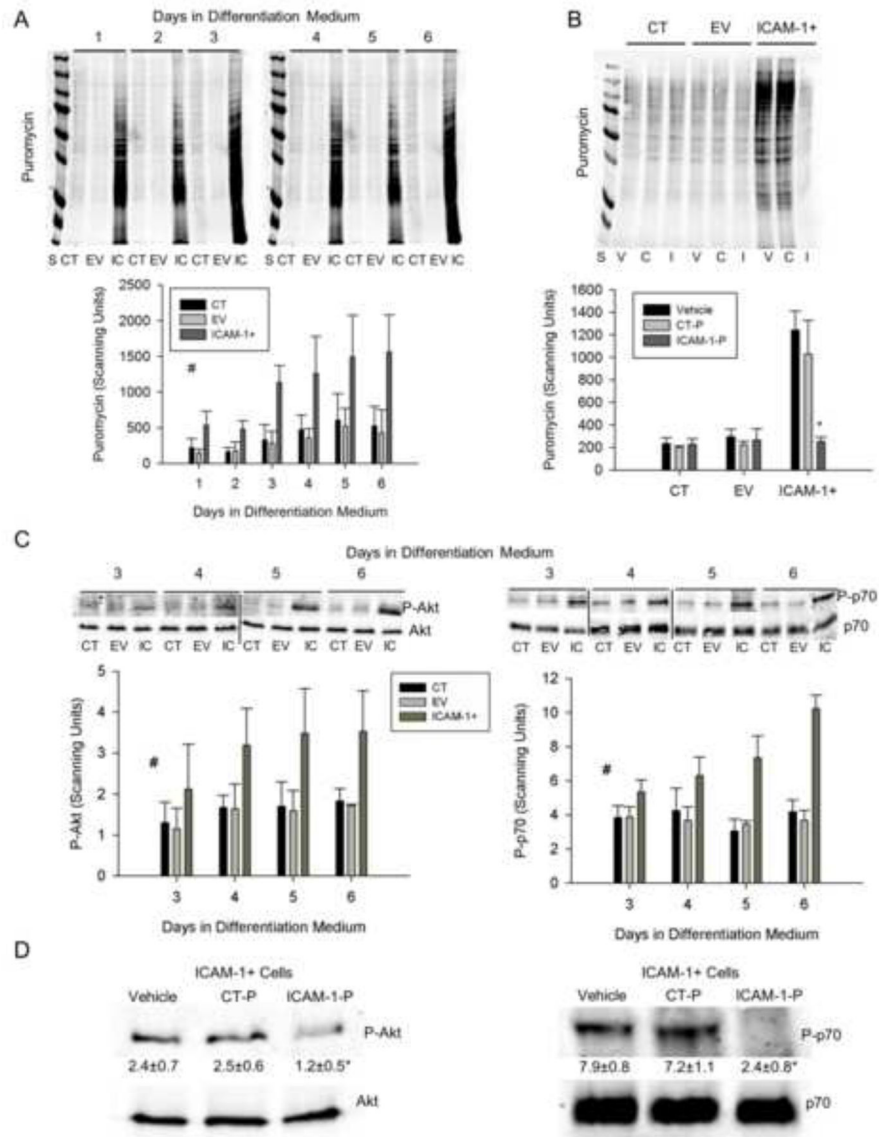 A
Days in Differentiation Medium
1 2 3 4 5 6
Puromycin
S CT EV IC CT EV IC CT EV IC S CT EV IC CT EV IC CT EV IC
Puromycin (Scanning Units)
2500
2000
1500
1000
500
0
CT
EV
ICAM-1+
#
1 2 3 4 5 6
Days in Differentiation Medium
B
CT EV ICAM-1+
Puromycin
S V C I V C I V C I
Puromycin (Scanning Units)
1600
1400
1200
1000
800
600
400
200
0
Vehicle
CT-P
ICAM-1-P
*
CT EV ICAM-1+
C
Days in Differentiation Medium
3 4 5 6
P-Akt
Akt
CT EV IC CT EV IC CT EV IC CT EV IC
P-Akt (Scanning Units)
5
4
3
2
1
0
#
3 4 5 6
Days in Differentiation Medium
CT
EV
ICAM-1+
3 4 5 6
P-p70
p70
CT EV IC CT EV IC CT EV IC CT EV IC
P-p70 (Scanning Units)
12
10
8
6
4
2
0
#
3 4 5 6
Days in Differentiation Medium
D
ICAM-1+ Cells
Vehicle CT-P ICAM-1-P
P-Akt
2.4±0.7 2.5±0.6 1.2±0.5*
Akt
ICAM-1+ Cells
Vehicle CT-P ICAM-1-P
P-p70
7.9±0.8 7.2±1.1 2.4±0.8*
p70